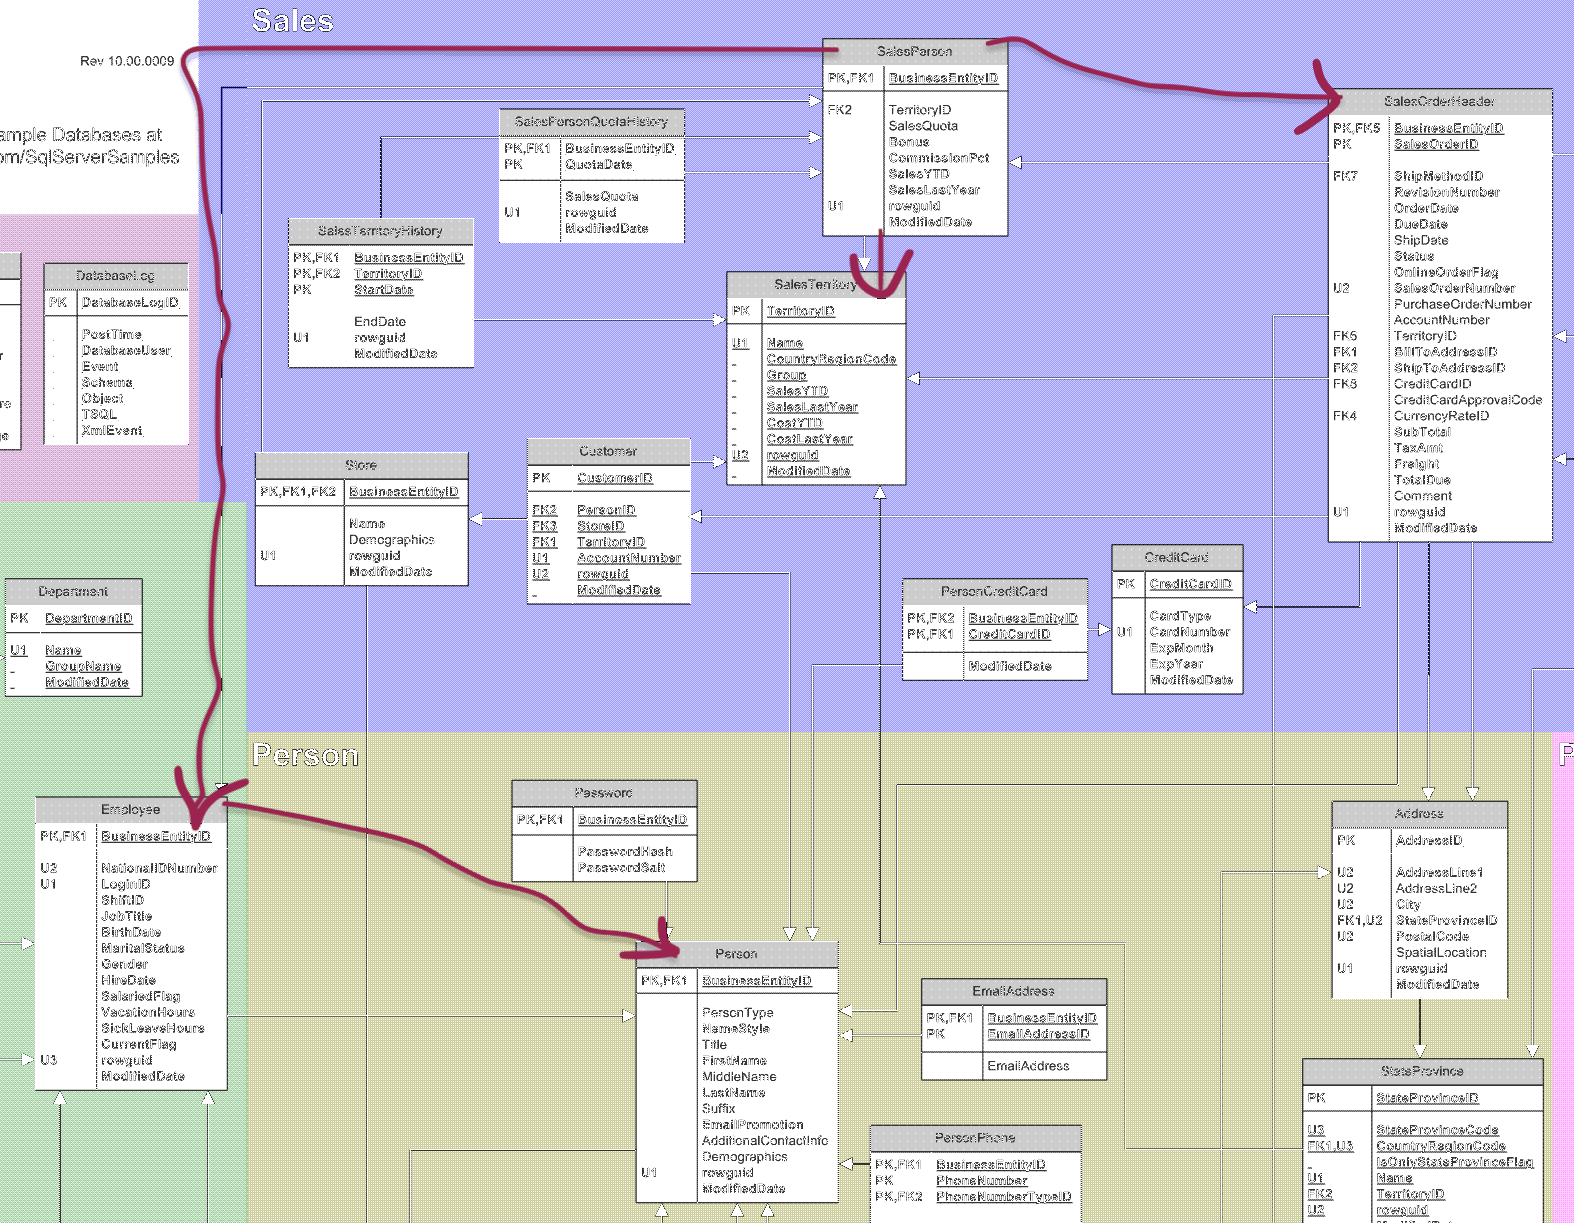 Sales
Rev 10.00.0009
ample Databases at
om/SqlServerSamples
SalesPerson
PK,FK1 BusinessEntityID
FK2 TerritoryID
SalesQuota
Bonus
CommissionPct
SalesYTD
SalesLastYear
U1 rowguid
ModifiedDate
SalesOrderHeader
PK,FK5 BusinessEntityID
PK SalesOrderID
FK7 ShipMethodID
RevisionNumber
OrderDate
DueDate
ShipDate
Status
OnlineOrderFlag
U2 SalesOrderNumber
PurchaseOrderNumber
AccountNumber
FK6 TerritoryID
FK1 BillToAddressID
FK2 ShipToAddressID
FK3 CreditCardID
CreditCardApprovalCode
FK4 CurrencyRateID
SubTotal
TaxAmt
Freight
TotalDue
Comment
U1 rowguid
ModifiedDate
SalesPersonQuotaHistory
PK,FK1 BusinessEntityID
PK QuotaDate
SalesQuota
U1 rowguid
ModifiedDate
SalesTerritoryHistory
PK,FK1 BusinessEntityID
PK,FK2 TerritoryID
PK StartDate
EndDate
U1 rowguid
ModifiedDate
DatabaseLog
PK DatabaseLogID
PostTime
DatabaseUser
Event
Schema
Object
TSQL
XmlEvent
SalesTerritory
PK TerritoryID
U1 Name
CountryRegionCode
Group
SalesYTD
SalesLastYear
CostYTD
CostLastYear
U2 rowguid
ModifiedDate
Store
PK,FK1,FK2 BusinessEntityID
Name
Demographics
U1 rowguid
ModifiedDate
Customer
PK CustomerID
FK2 PersonID
FK3 StoreID
FK1 TerritoryID
U1 AccountNumber
U2 rowguid
ModifiedDate
Department
PK DepartmentID
U1 Name
GroupName
ModifiedDate
PersonCreditCard
PK,FK2 BusinessEntityID
PK,FK1 CreditCardID
ModifiedDate
CreditCard
PK CreditCardID
CardType
U1 CardNumber
ExpMonth
ExpYear
ModifiedDate
Person
P
Employee
PK,FK1 BusinessEntityID
U2 NationalIDNumber
U1 LoginID
ShiftID
JobTitle
BirthDate
MaritalStatus
Gender
HireDate
SalariedFlag
VacationHours
SickLeaveHours
CurrentFlag
U3 rowguid
ModifiedDate
Password
PK,FK1 BusinessEntityID
PasswordHash
PasswordSalt
Address
PK AddressID
U2 AddressLine1
U2 AddressLine2
U2 City
FK1,U2 StateProvinceID
U2 PostalCode
SpatialLocation
U1 rowguid
ModifiedDate
Person
PK,FK1 BusinessEntityID
PersonType
NameStyle
Title
FirstName
MiddleName
LastName
Suffix
EmailPromotion
AdditionalContactInfo
Demographics
U1 rowguid
ModifiedDate
EmailAddress
PK,FK1 BusinessEntityID
PK EmailAddressID
EmailAddress
PersonPhone
PK,FK1 BusinessEntityID
PK PhoneNumber
PK,FK2 PhoneNumberTypeID
StateProvince
PK StateProvinceID
U3 StateProvinceCode
FK1,U3 CountryRegionCode
IsOnlyStateProvinceFlag
U1 Name
FK2 TerritoryID
U2 rowguid